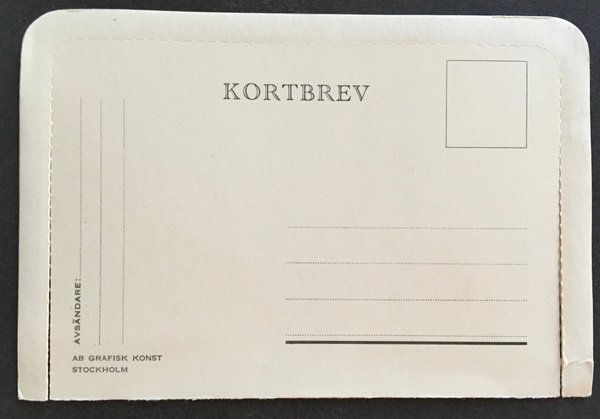 KORTBREV
AVSÄNDARE:
AB GRAFISK KONST
STOCKHOLM